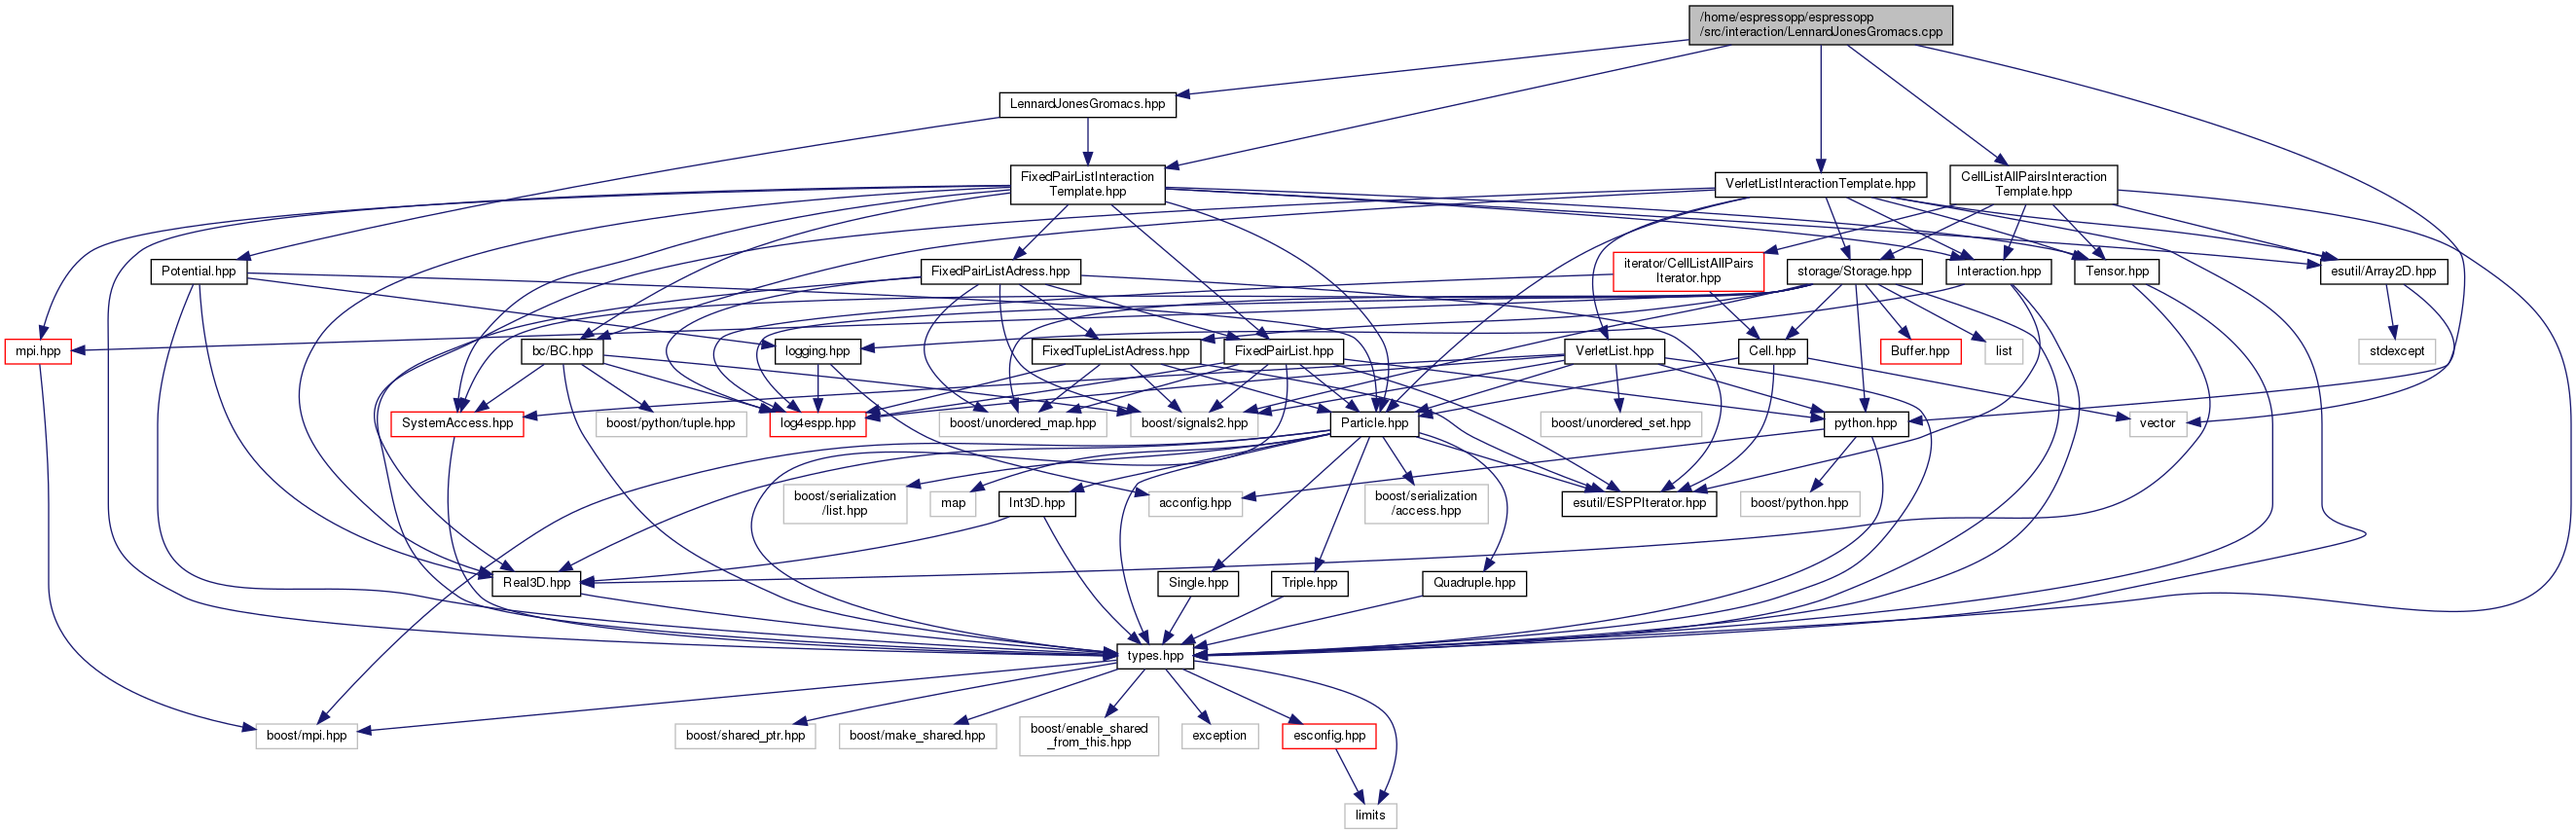 /home/espressopp/espressopp
/src/interaction/LennardJonesGromacs.cpp
LennardJonesGromacs.hpp
FixedPairListInteraction
Template.hpp
VerletListInteractionTemplate.hpp
CellListAllPairsInteraction
Template.hpp
Potential.hpp
FixedPairListAdress.hpp
iterator/CellListAllPairs
Iterator.hpp
storage/Storage.hpp
Interaction.hpp
Tensor.hpp
esutil/Array2D.hpp
mpi.hpp
bc/BC.hpp
logging.hpp
FixedTupleListAdress.hpp
FixedPairList.hpp
VerletList.hpp
Cell.hpp
Buffer.hpp
list
stdexcept
SystemAccess.hpp
boost/python/tuple.hpp
log4espp.hpp
boost/unordered_map.hpp
boost/signals2.hpp
Particle.hpp
boost/unordered_set.hpp
python.hpp
vector
boost/serialization
/list.hpp
map
Int3D.hpp
acconfig.hpp
boost/serialization
/access.hpp
esutil/ESPPIterator.hpp
boost/python.hpp
Real3D.hpp
Single.hpp
Triple.hpp
Quadruple.hpp
types.hpp
boost/mpi.hpp
boost/shared_ptr.hpp
boost/make_shared.hpp
boost/enable_shared
_from_this.hpp
exception
esconfig.hpp
limits